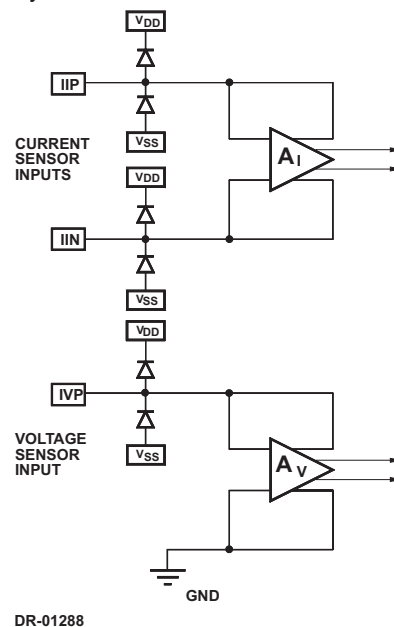 VDD
IIP
VSS
CURRENT
SENSOR
INPUTS
AI
VDD
IIN
VSS
VDD
IVP
VOLTAGE
SENSOR
INPUT
VSS
AV
GND
DR-01288